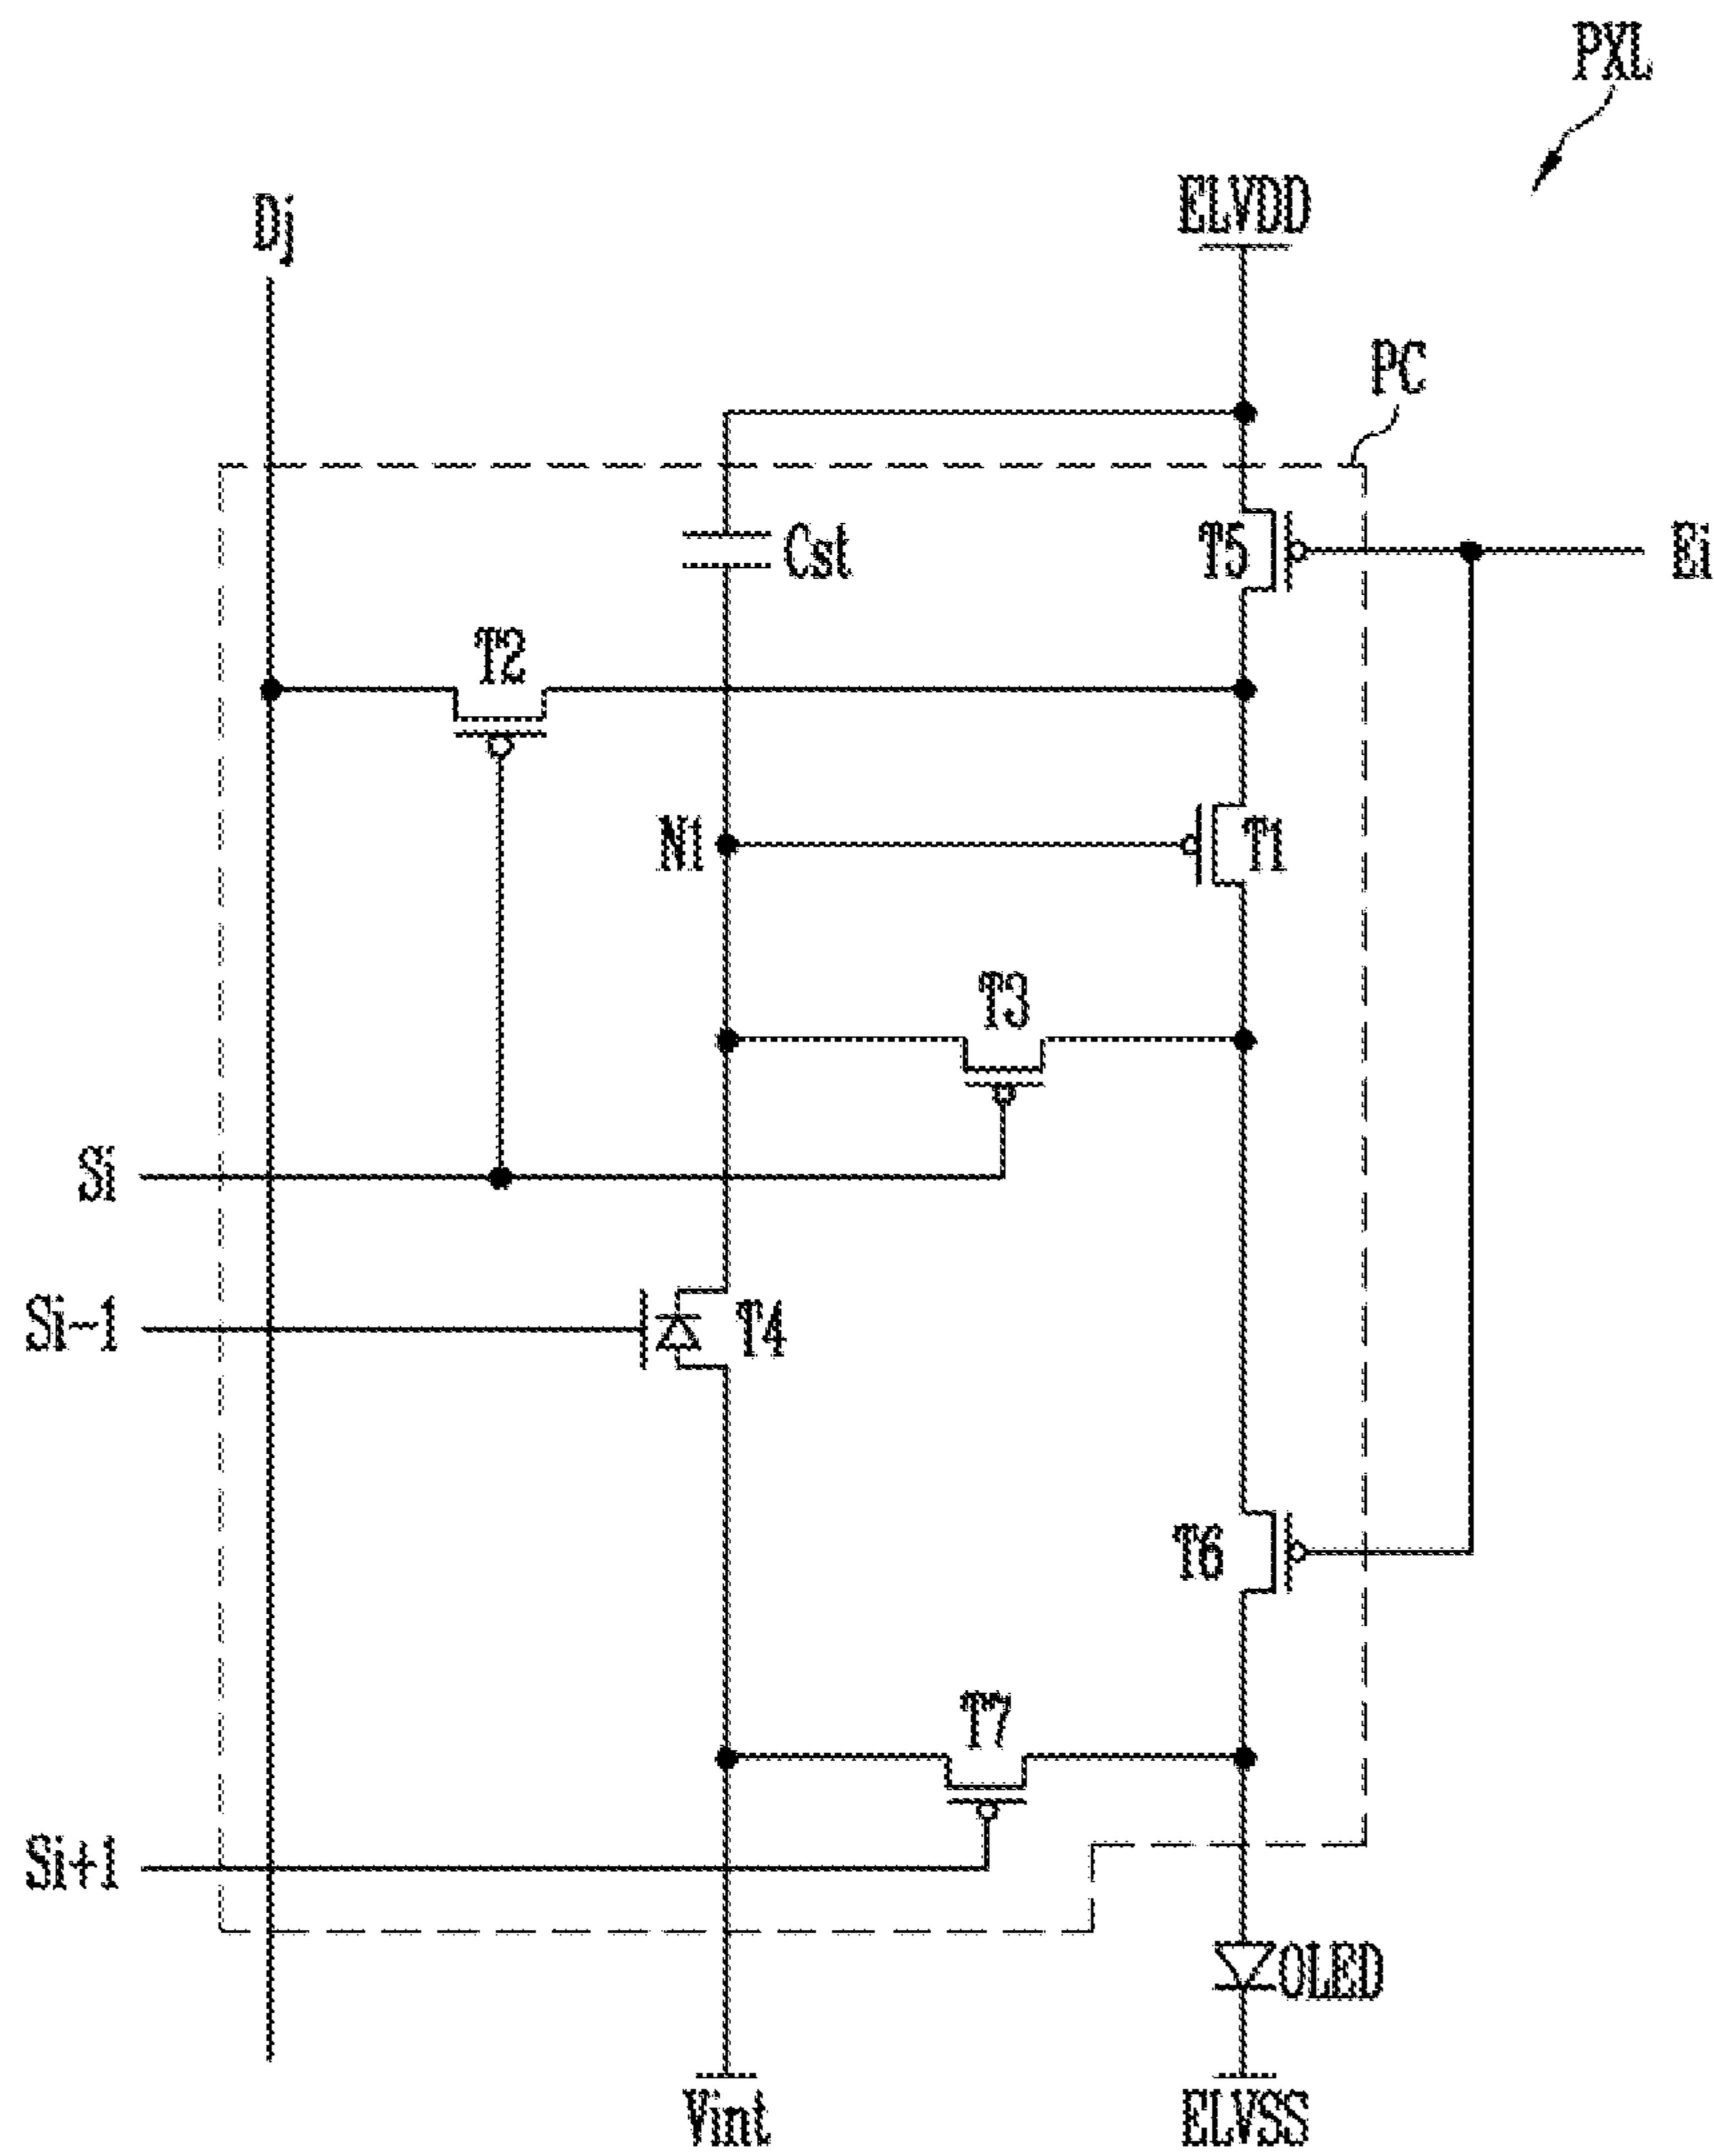 PXL
ELVDD
Dj
PC
Cst
T5
Ei
T2
N1
T1
T3
Si
Si-1
T4
T6
T7
Si+1
OLED
Vint
ELVSS